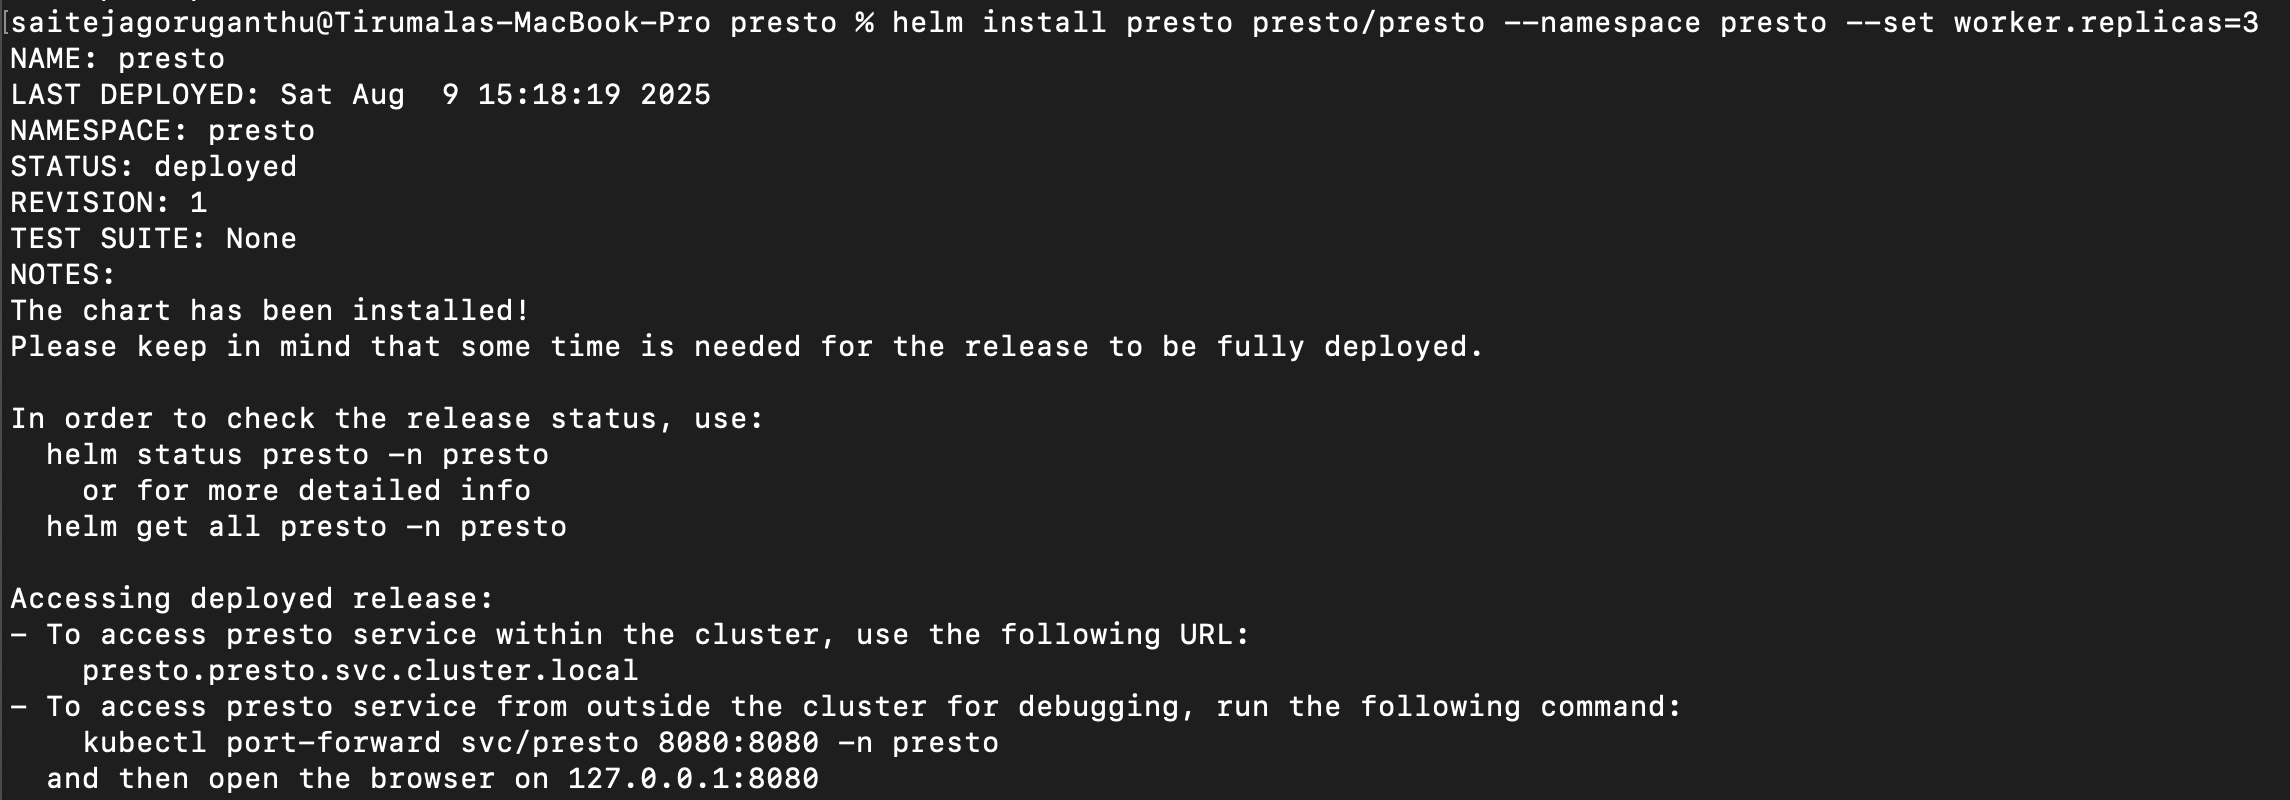 [saitejagoruganthu@Tirumalas-MacBook-Pro presto % helm install presto presto/presto --namespace presto --set worker.replicas=3
NAME: presto
LAST DEPLOYED: Sat Aug  9 15:18:19 2025
NAMESPACE: presto
STATUS: deployed
REVISION: 1
TEST SUITE: None
NOTES:
The chart has been installed!
Please keep in mind that some time is needed for the release to be fully deployed.

In order to check the release status, use:
  helm status presto -n presto
    or for more detailed info
  helm get all presto -n presto

Accessing deployed release:
- To access presto service within the cluster, use the following URL:
    presto.presto.svc.cluster.local
- To access presto service from outside the cluster for debugging, run the following command:
    kubectl port-forward svc/presto 8080:8080 -n presto
  and then open the browser on 127.0.0.1:8080